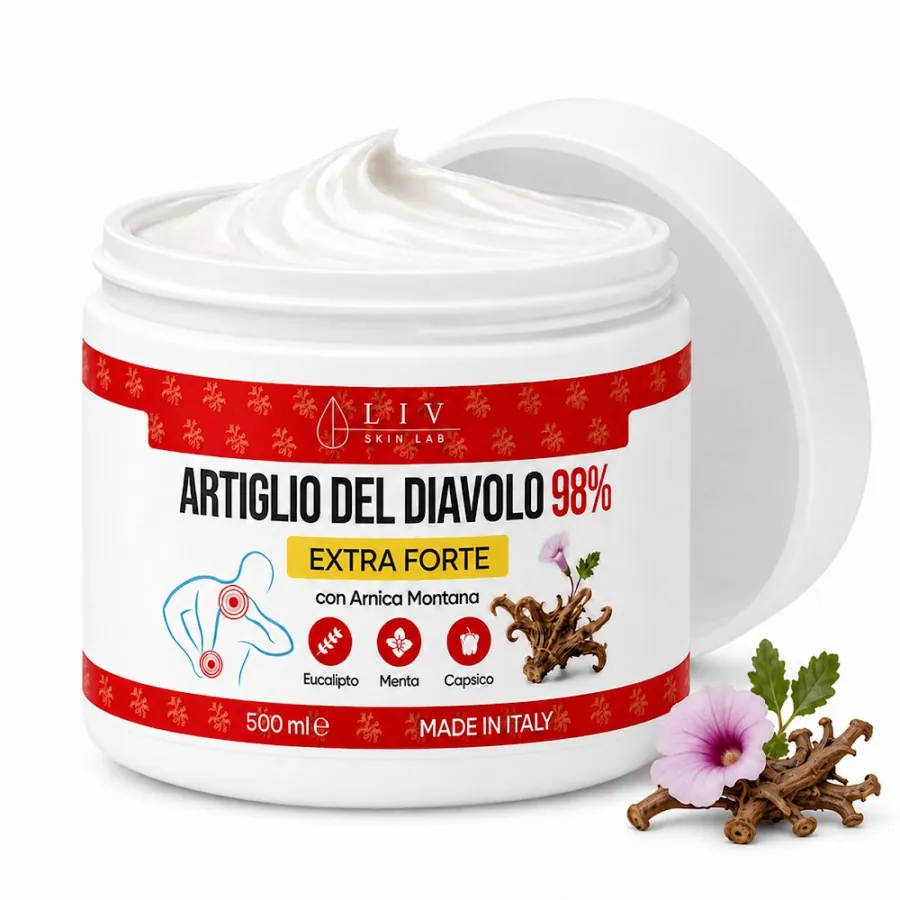 LIV
SKIN LAB
ARTIGLIO DEL DIAVOLO 98%
EXTRA FORTE
con Arnica Montana
Eucalipto Menta Capsico
500 ml e MADE IN ITALY